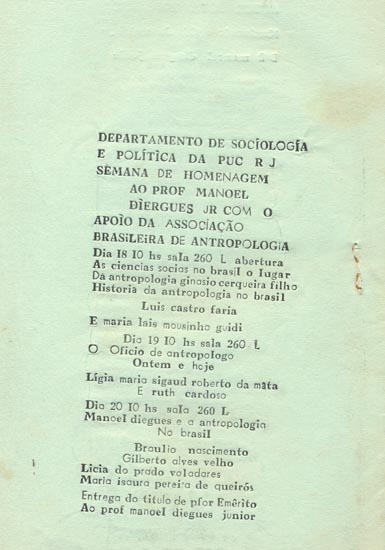 DEPARTAMENTO DE SOCIOLOGIA
E POLÍTICA DA PUC R J
SEMANA DE HOMENAGEM
AO PROF MANOEL
DIERGUES JR COM O
APOIO DA ASSOCIAÇÃO
BRASILEIRA DE ANTROPOLOGIA
Dia 18 10 hs sala 260 L abertura
As ciencias socias no brasil o lugar
Da antropologia ginasio cerqueira filho
Historia da antropologia no brasil
Luis castro faria
E maria lais mousinho guidi
Dia 19 10 hs sala 260 L
O Oficio de antropologo
Ontem e hoje
Lígia maria sigaud roberto da mata
E ruth cardoso
Dia 20 10 hs sala 260 L
Manoel diegues e a antropologia
No brasil
Braulio nascimento
Gilberto alves velho
Licia do prado valadares
Maria isaura pereira de queirós
Entrega do titulo de pfor Emérito
Ao prof manoel diegues junior